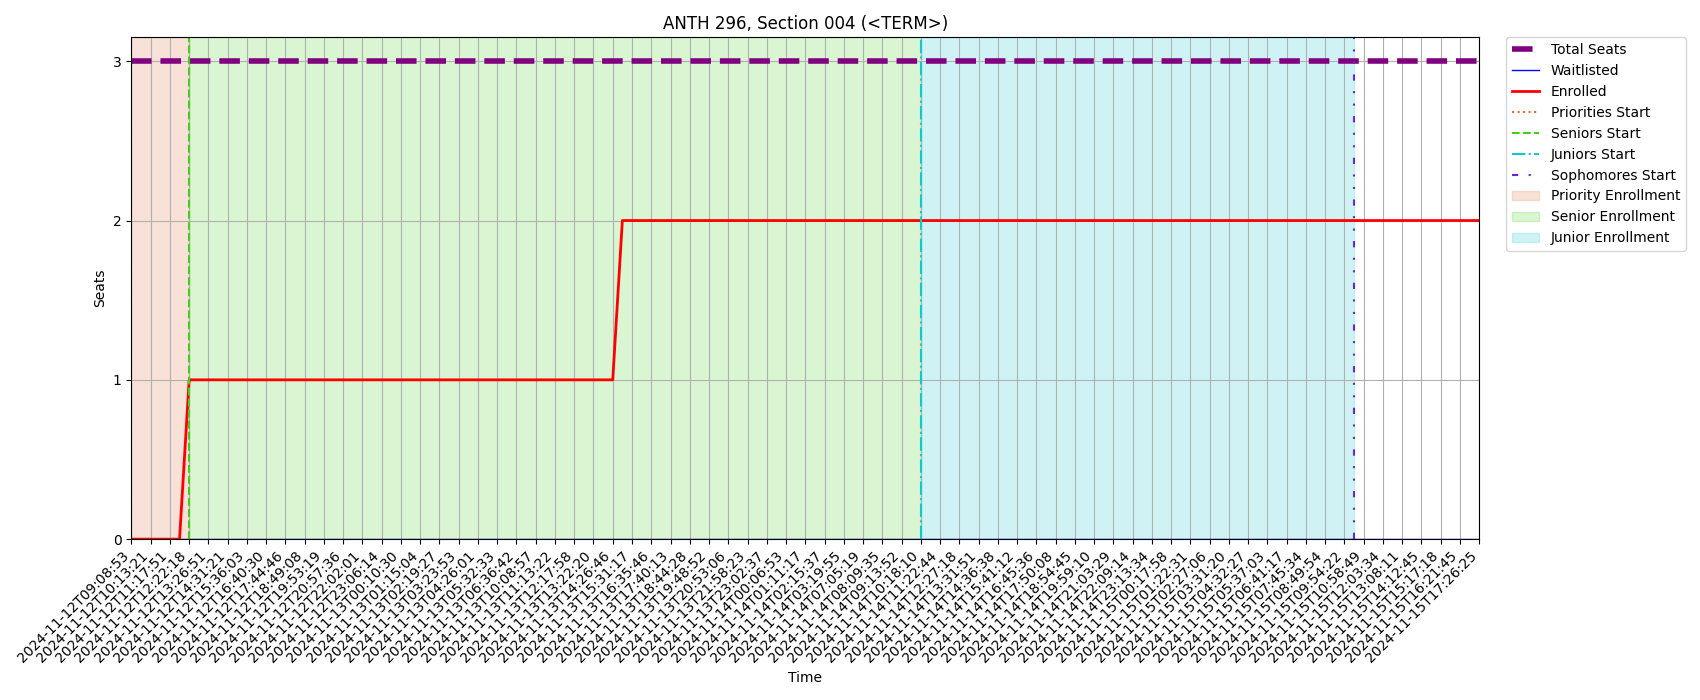 ANTH 296, Section 004 (<TERM>)
Seats
3
2
1
0
2024-11-12T09:08:53
2024-11-12T10:13:21
2024-11-12T11:17:51
2024-11-12T12:22:18
2024-11-12T13:26:51
2024-11-12T14:31:21
2024-11-12T15:36:03
2024-11-12T16:40:30
2024-11-12T17:44:46
2024-11-12T18:49:08
2024-11-12T19:53:19
2024-11-12T20:57:36
2024-11-12T22:02:01
2024-11-12T23:06:14
2024-11-13T00:10:30
2024-11-13T01:15:04
2024-11-13T02:19:27
2024-11-13T03:23:53
2024-11-13T04:26:01
2024-11-13T05:32:33
2024-11-13T06:36:42
2024-11-13T10:08:57
2024-11-13T11:13:22
2024-11-13T12:17:58
2024-11-13T13:22:20
2024-11-13T14:26:46
2024-11-13T15:31:17
2024-11-13T16:35:46
2024-11-13T17:40:13
2024-11-13T18:44:28
2024-11-13T19:48:52
2024-11-13T20:53:06
2024-11-13T21:58:23
2024-11-13T23:02:37
2024-11-14T00:06:53
2024-11-14T01:11:17
2024-11-14T02:15:37
2024-11-14T03:19:55
2024-11-14T07:05:19
2024-11-14T08:09:35
2024-11-14T09:13:52
2024-11-14T10:18:10
2024-11-14T11:22:44
2024-11-14T12:27:18
2024-11-14T13:31:51
2024-11-14T14:36:38
2024-11-14T15:41:12
2024-11-14T16:45:36
2024-11-14T17:50:08
2024-11-14T18:54:45
2024-11-14T19:59:10
2024-11-14T21:03:29
2024-11-14T22:09:14
2024-11-14T23:13:34
2024-11-15T00:17:58
2024-11-15T01:22:31
2024-11-15T02:27:06
2024-11-15T03:31:20
2024-11-15T04:32:27
2024-11-15T05:37:03
2024-11-15T06:41:17
2024-11-15T07:45:34
2024-11-15T08:49:54
2024-11-15T09:54:22
2024-11-15T10:58:49
2024-11-15T12:03:34
2024-11-15T13:08:11
2024-11-15T14:12:45
2024-11-15T15:17:18
2024-11-15T16:21:45
2024-11-15T17:26:25
Time
Total Seats
Waitlisted
Enrolled
Priorities Start
Seniors Start
Juniors Start
Sophomores Start
Priority Enrollment
Senior Enrollment
Junior Enrollment